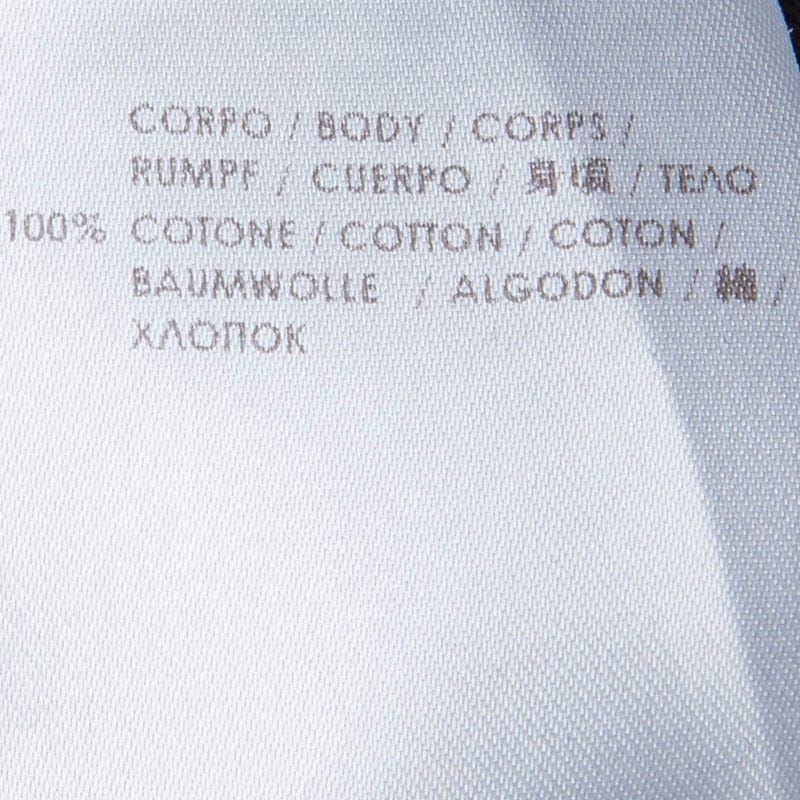 CORPO / BODY / CORPS /
RUMPF / CUERPO / 身頃 / ТЕЛО
100% COTONE / COTTON / COTON /
BAUMWOLLE / ALGODON / 綿 /
ХЛОПОК